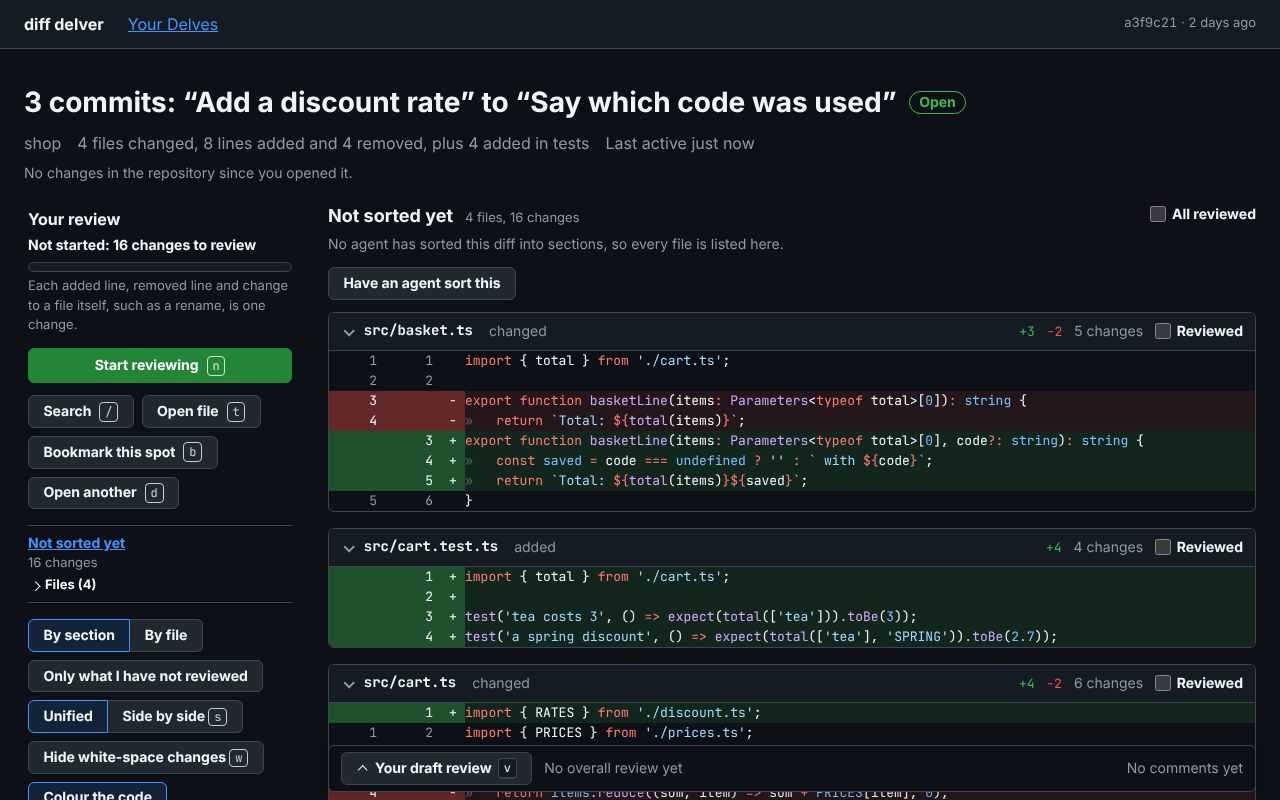 diff delver Your Delves a3f9c21 · 2 days ago
3 commits: “Add a discount rate” to “Say which code was used” Open
shop 4 files changed, 8 lines added and 4 removed, plus 4 added in tests Last active just now
No changes in the repository since you opened it.
Your review
Not started: 16 changes to review
Each added line, removed line and change
to a file itself, such as a rename, is one
change.
Start reviewing n
Search / Open file t
Bookmark this spot b
Open another d
Not sorted yet
16 changes
Files (4)
By section By file
Only what I have not reviewed
Unified Side by side s
Hide white-space changes w
Colour the code
Not sorted yet 4 files, 16 changes All reviewed
No agent has sorted this diff into sections, so every file is listed here.
Have an agent sort this
src/basket.ts changed +3 -2 5 changes Reviewed
1 1 import { total } from './cart.ts';
2 2
3 - export function basketLine(items: Parameters<typeof total>[0]): string {
4 - » return `Total: ${total(items)}`;
3 + export function basketLine(items: Parameters<typeof total>[0], code?: string): string {
4 + » const saved = code === undefined ? '' : ` with ${code}`;
5 + » return `Total: ${total(items)}${saved}`;
5 6 }
src/cart.test.ts added +4 4 changes Reviewed
1 + import { total } from './cart.ts';
2 +
3 + test('tea costs 3', () => expect(total(['tea'])).toBe(3));
4 + test('a spring discount', () => expect(total(['tea'], 'SPRING')).toBe(2.7));
src/cart.ts changed +4 -2 6 changes Reviewed
1 + import { RATES } from './discount.ts';
1 2 import { PRICES } from './prices.ts';
Your draft review v No overall review yet No comments yet
4 - » return items.reduce((sum, item) => sum + PRICES[item], 0);